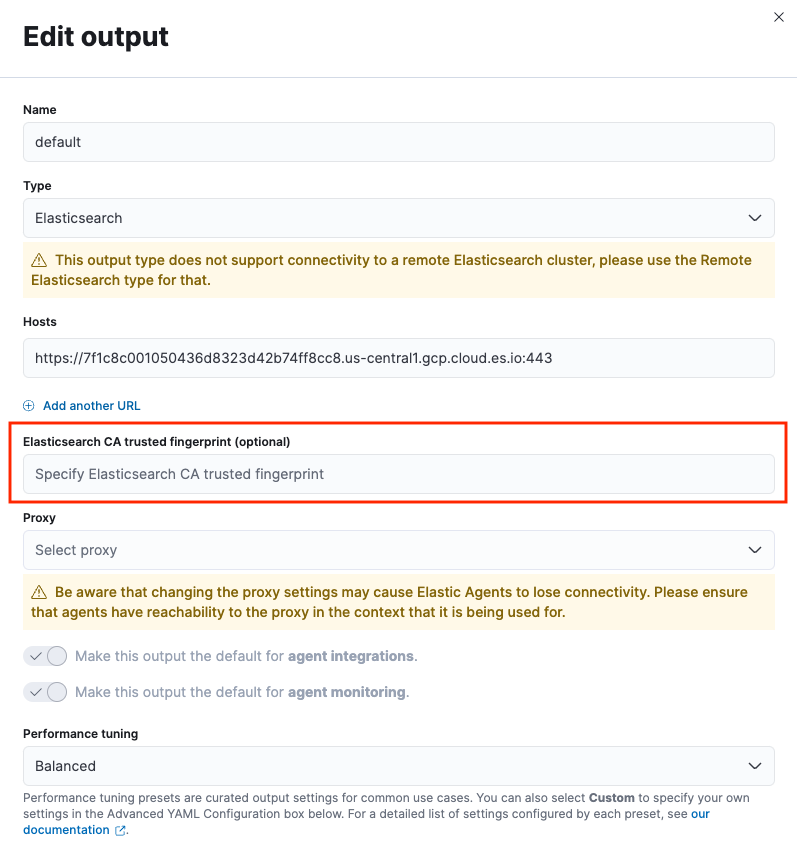 Edit output
Name
default
Type
Elasticsearch
This output type does not support connectivity to a remote Elasticsearch cluster, please use the Remote
Elasticsearch type for that.
Hosts
https://7f1c8c001050436d8323d42b74ff8cc8.us-central1.gcp.cloud.es.io:443
Add another URL
Elasticsearch CA trusted fingerprint (optional)
Specify Elasticsearch CA trusted fingerprint
Proxy
Select proxy
Be aware that changing the proxy settings may cause Elastic Agents to lose connectivity. Please ensure
that agents have reachability to the proxy in the context that it is being used for.
Make this output the default for agent integrations.
Make this output the default for agent monitoring.
Performance tuning
Balanced
Performance tuning presets are curated output settings for common use cases. You can also select Custom to specify your own
settings in the Advanced YAML Configuration box below. For a detailed list of settings configured by each preset, see our
documentation.